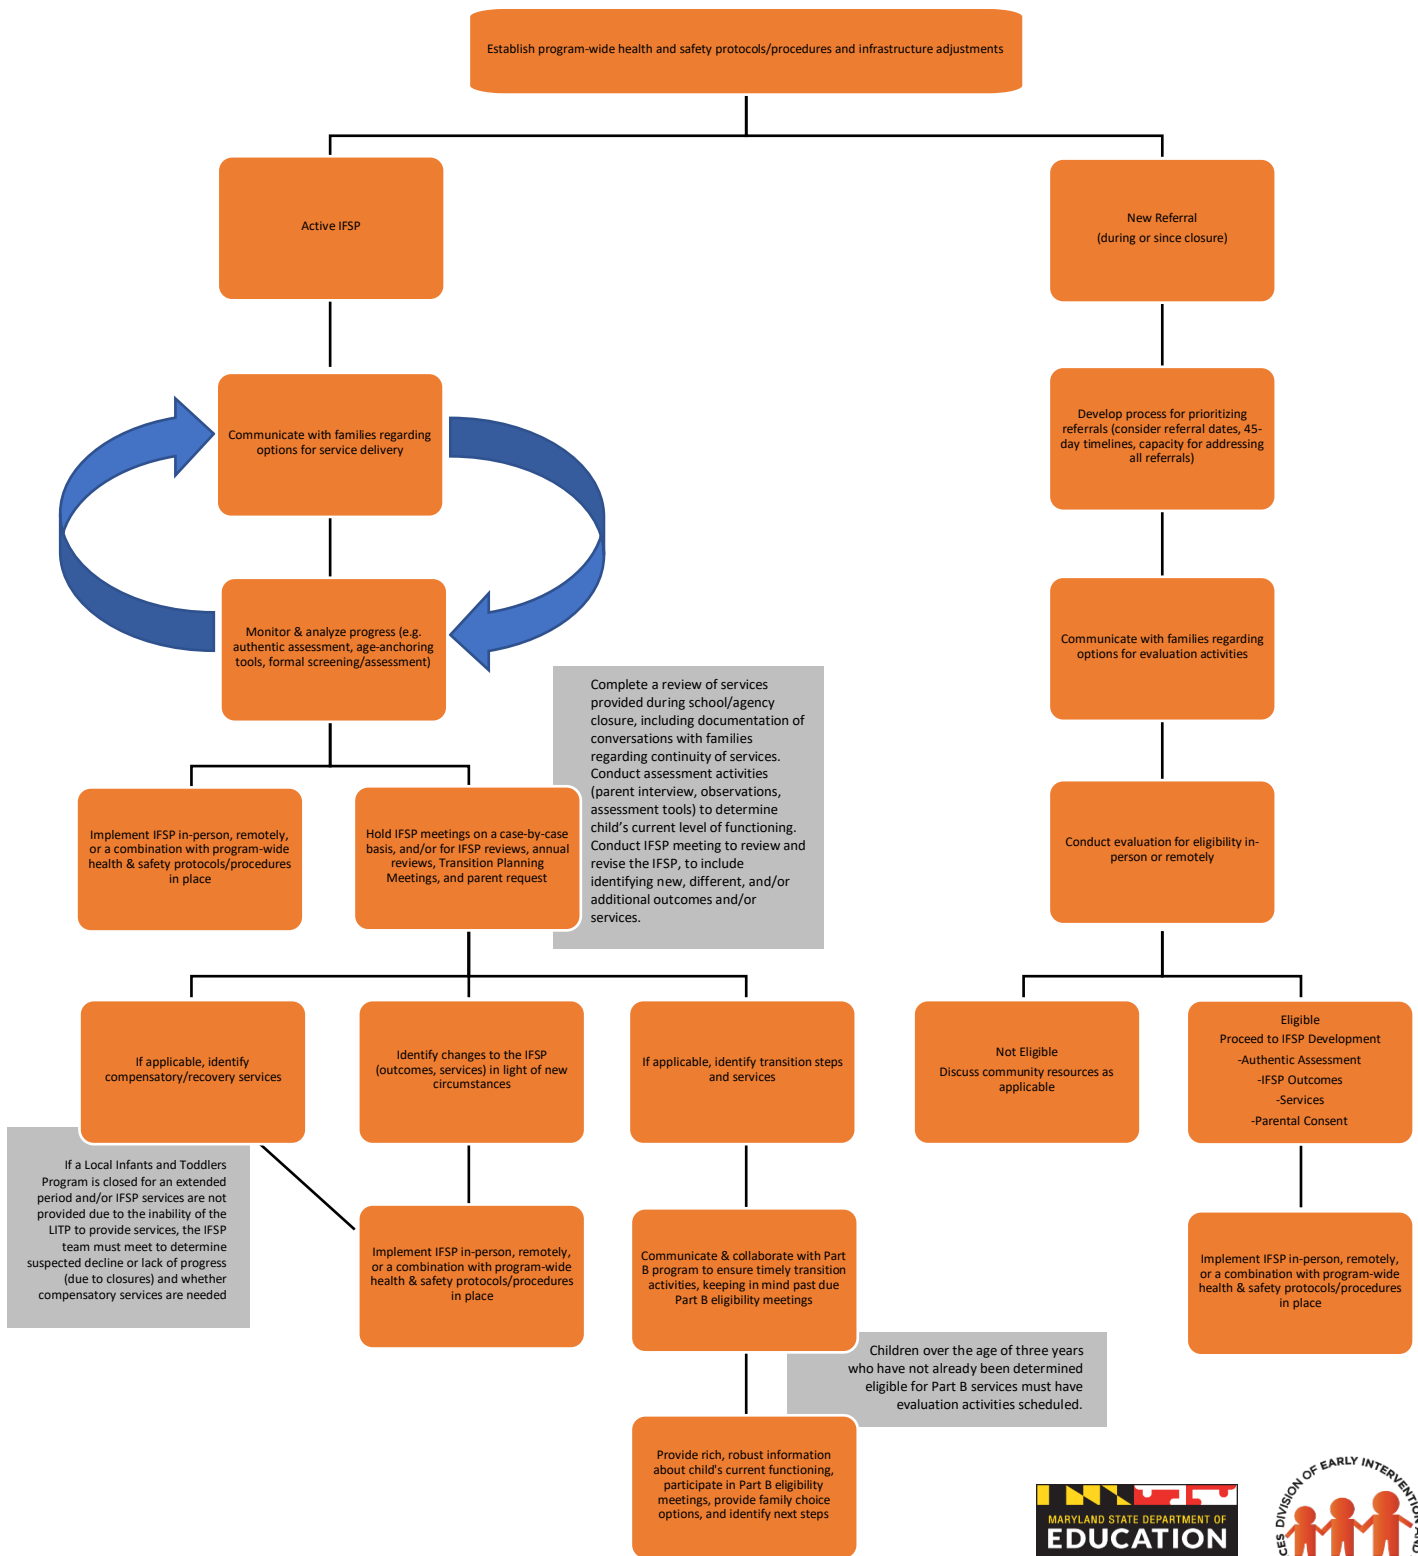 Establish program-wide health and safety protocols/procedures and infrastructure adjustments
Active IFSP
New Referral
(during or since closure)
Communicate with families regarding
options for service delivery
Develop process for prioritizing
referrals (consider referral dates, 45-
day timelines, capacity for addressing
all referrals)
Monitor & analyze progress (e.g.
authentic assessment, age-anchoring
tools, formal screening/assessment)
Communicate with families regarding
options for evaluation activities
Complete a review of services
provided during school/agency
closure, including documentation of
conversations with families
regarding continuity of services.
Conduct assessment activities
(parent interview, observations,
assessment tools) to determine
child's current level of functioning.
Conduct IFSP meeting to review and
revise the IFSP, to include
identifying new, different, and/or
additional outcomes and/or
services.
Implement IFSP in-person, remotely,
or a combination with program-wide
health & safety protocols/procedures
in place
Hold IFSP meetings on a case-by-case
basis, and/or for IFSP reviews, annual
reviews, Transition Planning
Meetings, and parent request
Conduct evaluation for eligibility in-
person or remotely
If applicable, identify
compensatory/recovery services
Identify changes to the IFSP
(outcomes, services) in light of new
circumstances
If applicable, identify transition steps
and services
Not Eligible
Discuss community resources as
applicable
Eligible
Proceed to IFSP Development
-Authentic Assessment
-IFSP Outcomes
-Services
-Parental Consent
If a Local Infants and Toddlers
Program is closed for an extended
period and/or IFSP services are not
provided due to the inability of the
LITP to provide services, the IFSP
team must meet to determine
suspected decline or lack of progress
(due to closures) and whether
compensatory services are needed
Implement IFSP in-person, remotely,
or a combination with program-wide
health & safety protocols/procedures
in place
Communicate & collaborate with Part
B program to ensure timely transition
activities, keeping in mind past due
Part B eligibility meetings
Implement IFSP in-person, remotely,
or a combination with program-wide
health & safety protocols/procedures
in place
Children over the age of three years
who have not already been determined
eligible for Part B services must have
evaluation activities scheduled.
Provide rich, robust information
about child's current functioning,
participate in Part B eligibility
meetings, provide family choice
options, and identify next steps
MARYLAND STATE DEPARTMENT OF
EDUCATION
DIVISION OF EARLY INTERVENTION AND